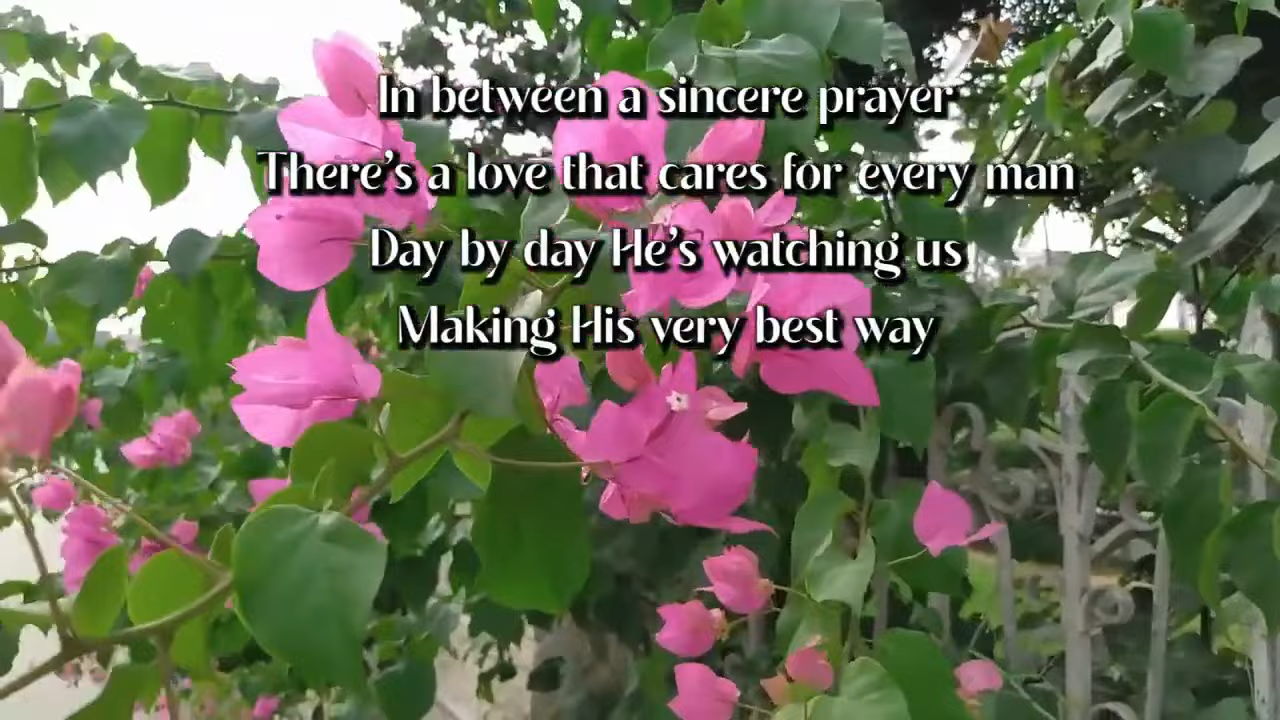 In between a sincere prayer
There's a love that cares for every man
Day by day He's watching us
Making His very best way